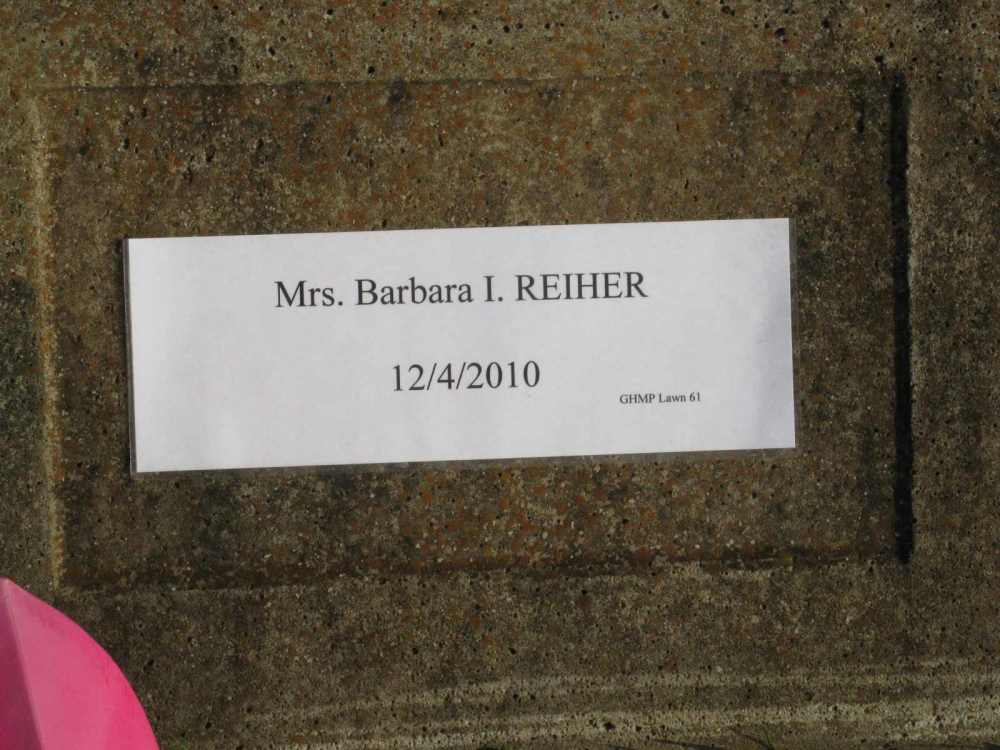 Mrs. Barbara I. REIHER
12/4/2010
GHMP Lawn 61